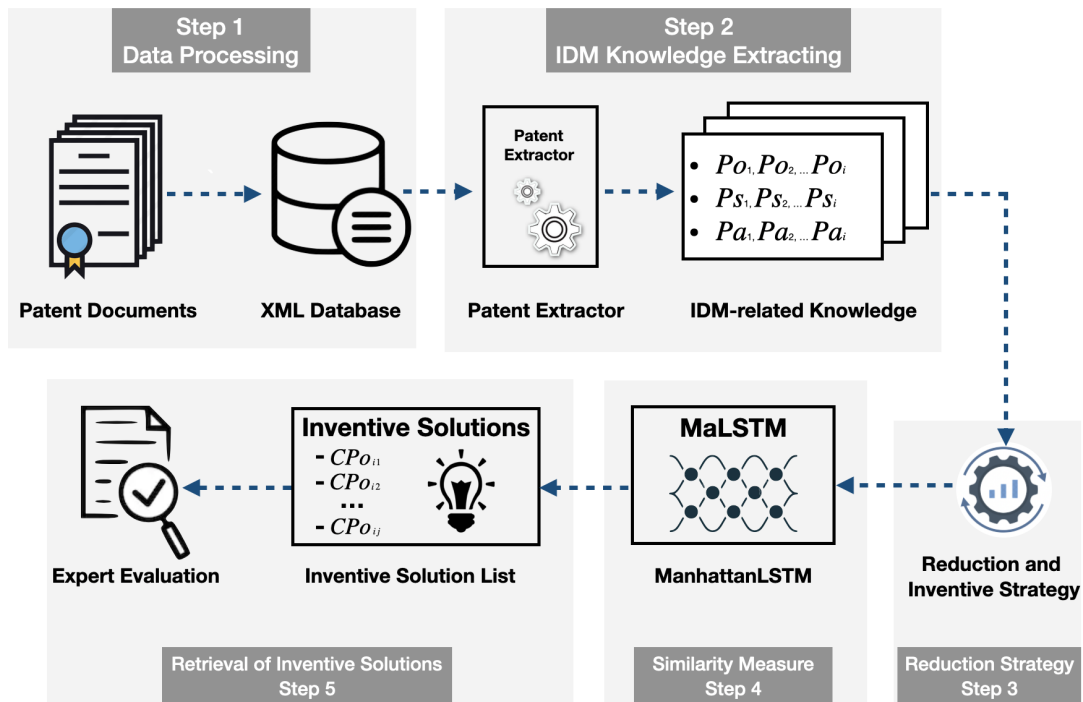 Step 1
Data Processing
Step 2
IDM Knowledge Extracting
Patent
Extractor
• Po₁, Po₂, ... Poᵢ
• Ps₁, Ps₂, ... Psᵢ
• Pa₁, Pa₂, ... Paᵢ
Patent Documents
XML Database
Patent Extractor
IDM-related Knowledge
Reduction and
Inventive Strategy
Reduction Strategy
Step 3
MaLSTM
ManhattanLSTM
Similarity Measure
Step 4
Inventive Solutions
- CPoᵢ₁
- CPoᵢ₂
...
- CPoᵢⱼ
Inventive Solution List
Expert Evaluation
Retrieval of Inventive Solutions
Step 5